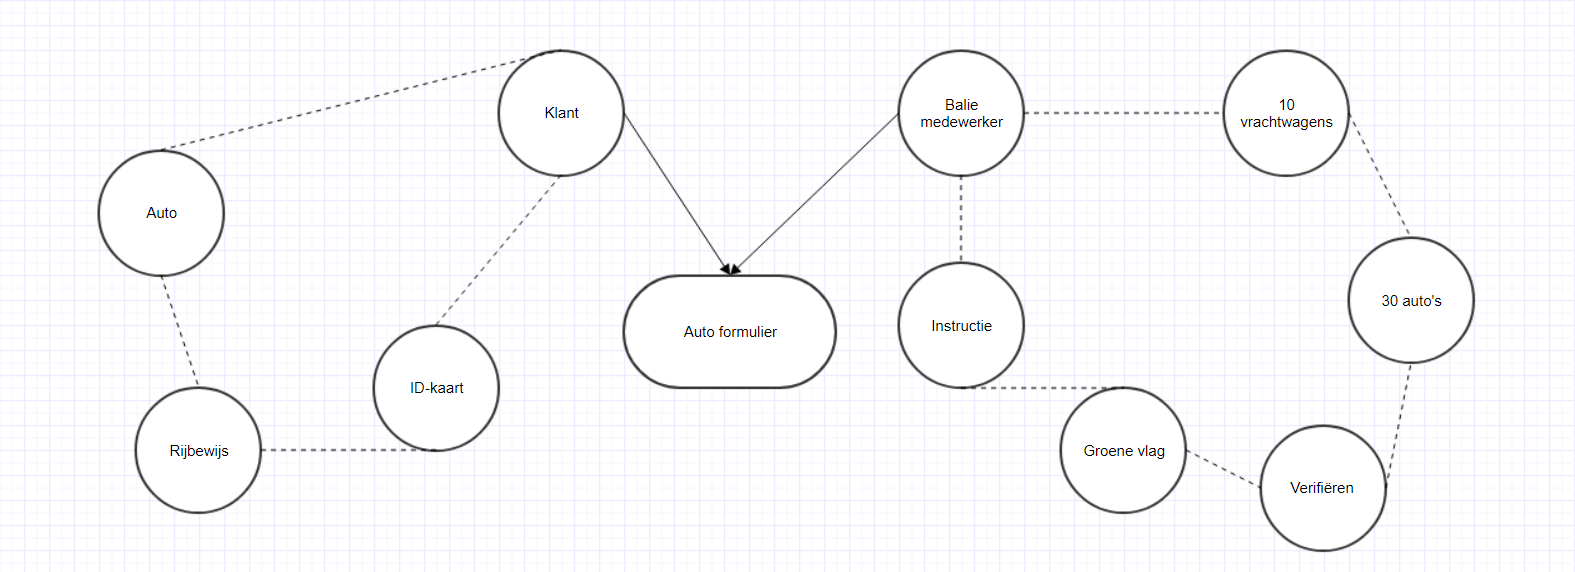 Klant
Balie
medewerker
10
vrachtwagens
Auto
30 auto's
Instructie
Auto formulier
ID-kaart
Rijbewijs
Groene vlag
Verifiëren